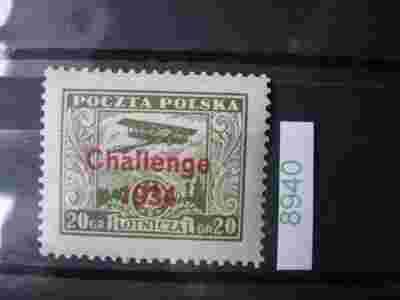 POCZTA POLSKA
Challenge
1934
20 GR LOTNICZA GR 20
8940